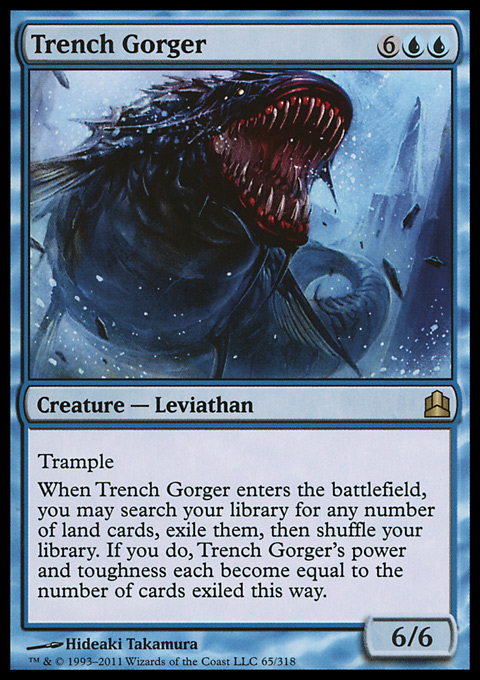 Trench Gorger 6
Creature — Leviathan
Trample
When Trench Gorger enters the battlefield,
you may search your library for any number
of land cards, exile them, then shuffle your
library. If you do, Trench Gorger's power
and toughness each become equal to the
number of cards exiled this way.
6/6
Hideaki Takamura
™ & © 1993–2011 Wizards of the Coast LLC 65/318